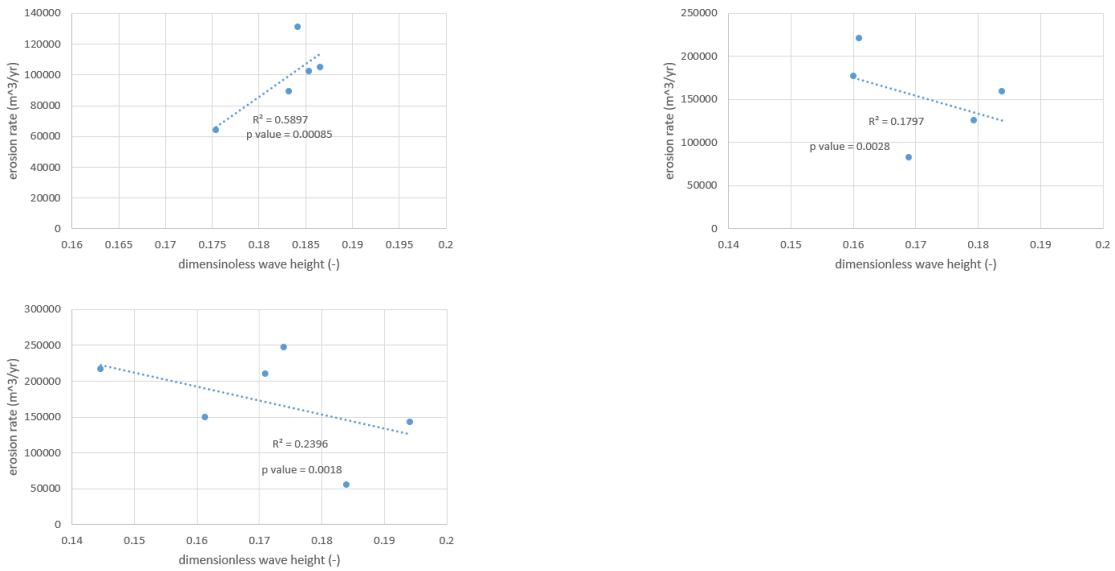 140000
120000
100000
80000
60000
40000
20000
0
erosion rate (m^3/yr)
R² = 0.5897
p value = 0.00085
0.16 0.165 0.17 0.175 0.18 0.185 0.19 0.195 0.2
dimensinoless wave height (-)
250000
200000
150000
100000
50000
0
erosion rate (m^3/yr)
R² = 0.1797
p value = 0.0028
0.14 0.15 0.16 0.17 0.18 0.19 0.2
dimensionless wave height (-)
300000
250000
200000
150000
100000
50000
0
erosion rate (m^3/yr)
R² = 0.2396
p value = 0.0018
0.14 0.15 0.16 0.17 0.18 0.19 0.2
dimensionless wave height (-)